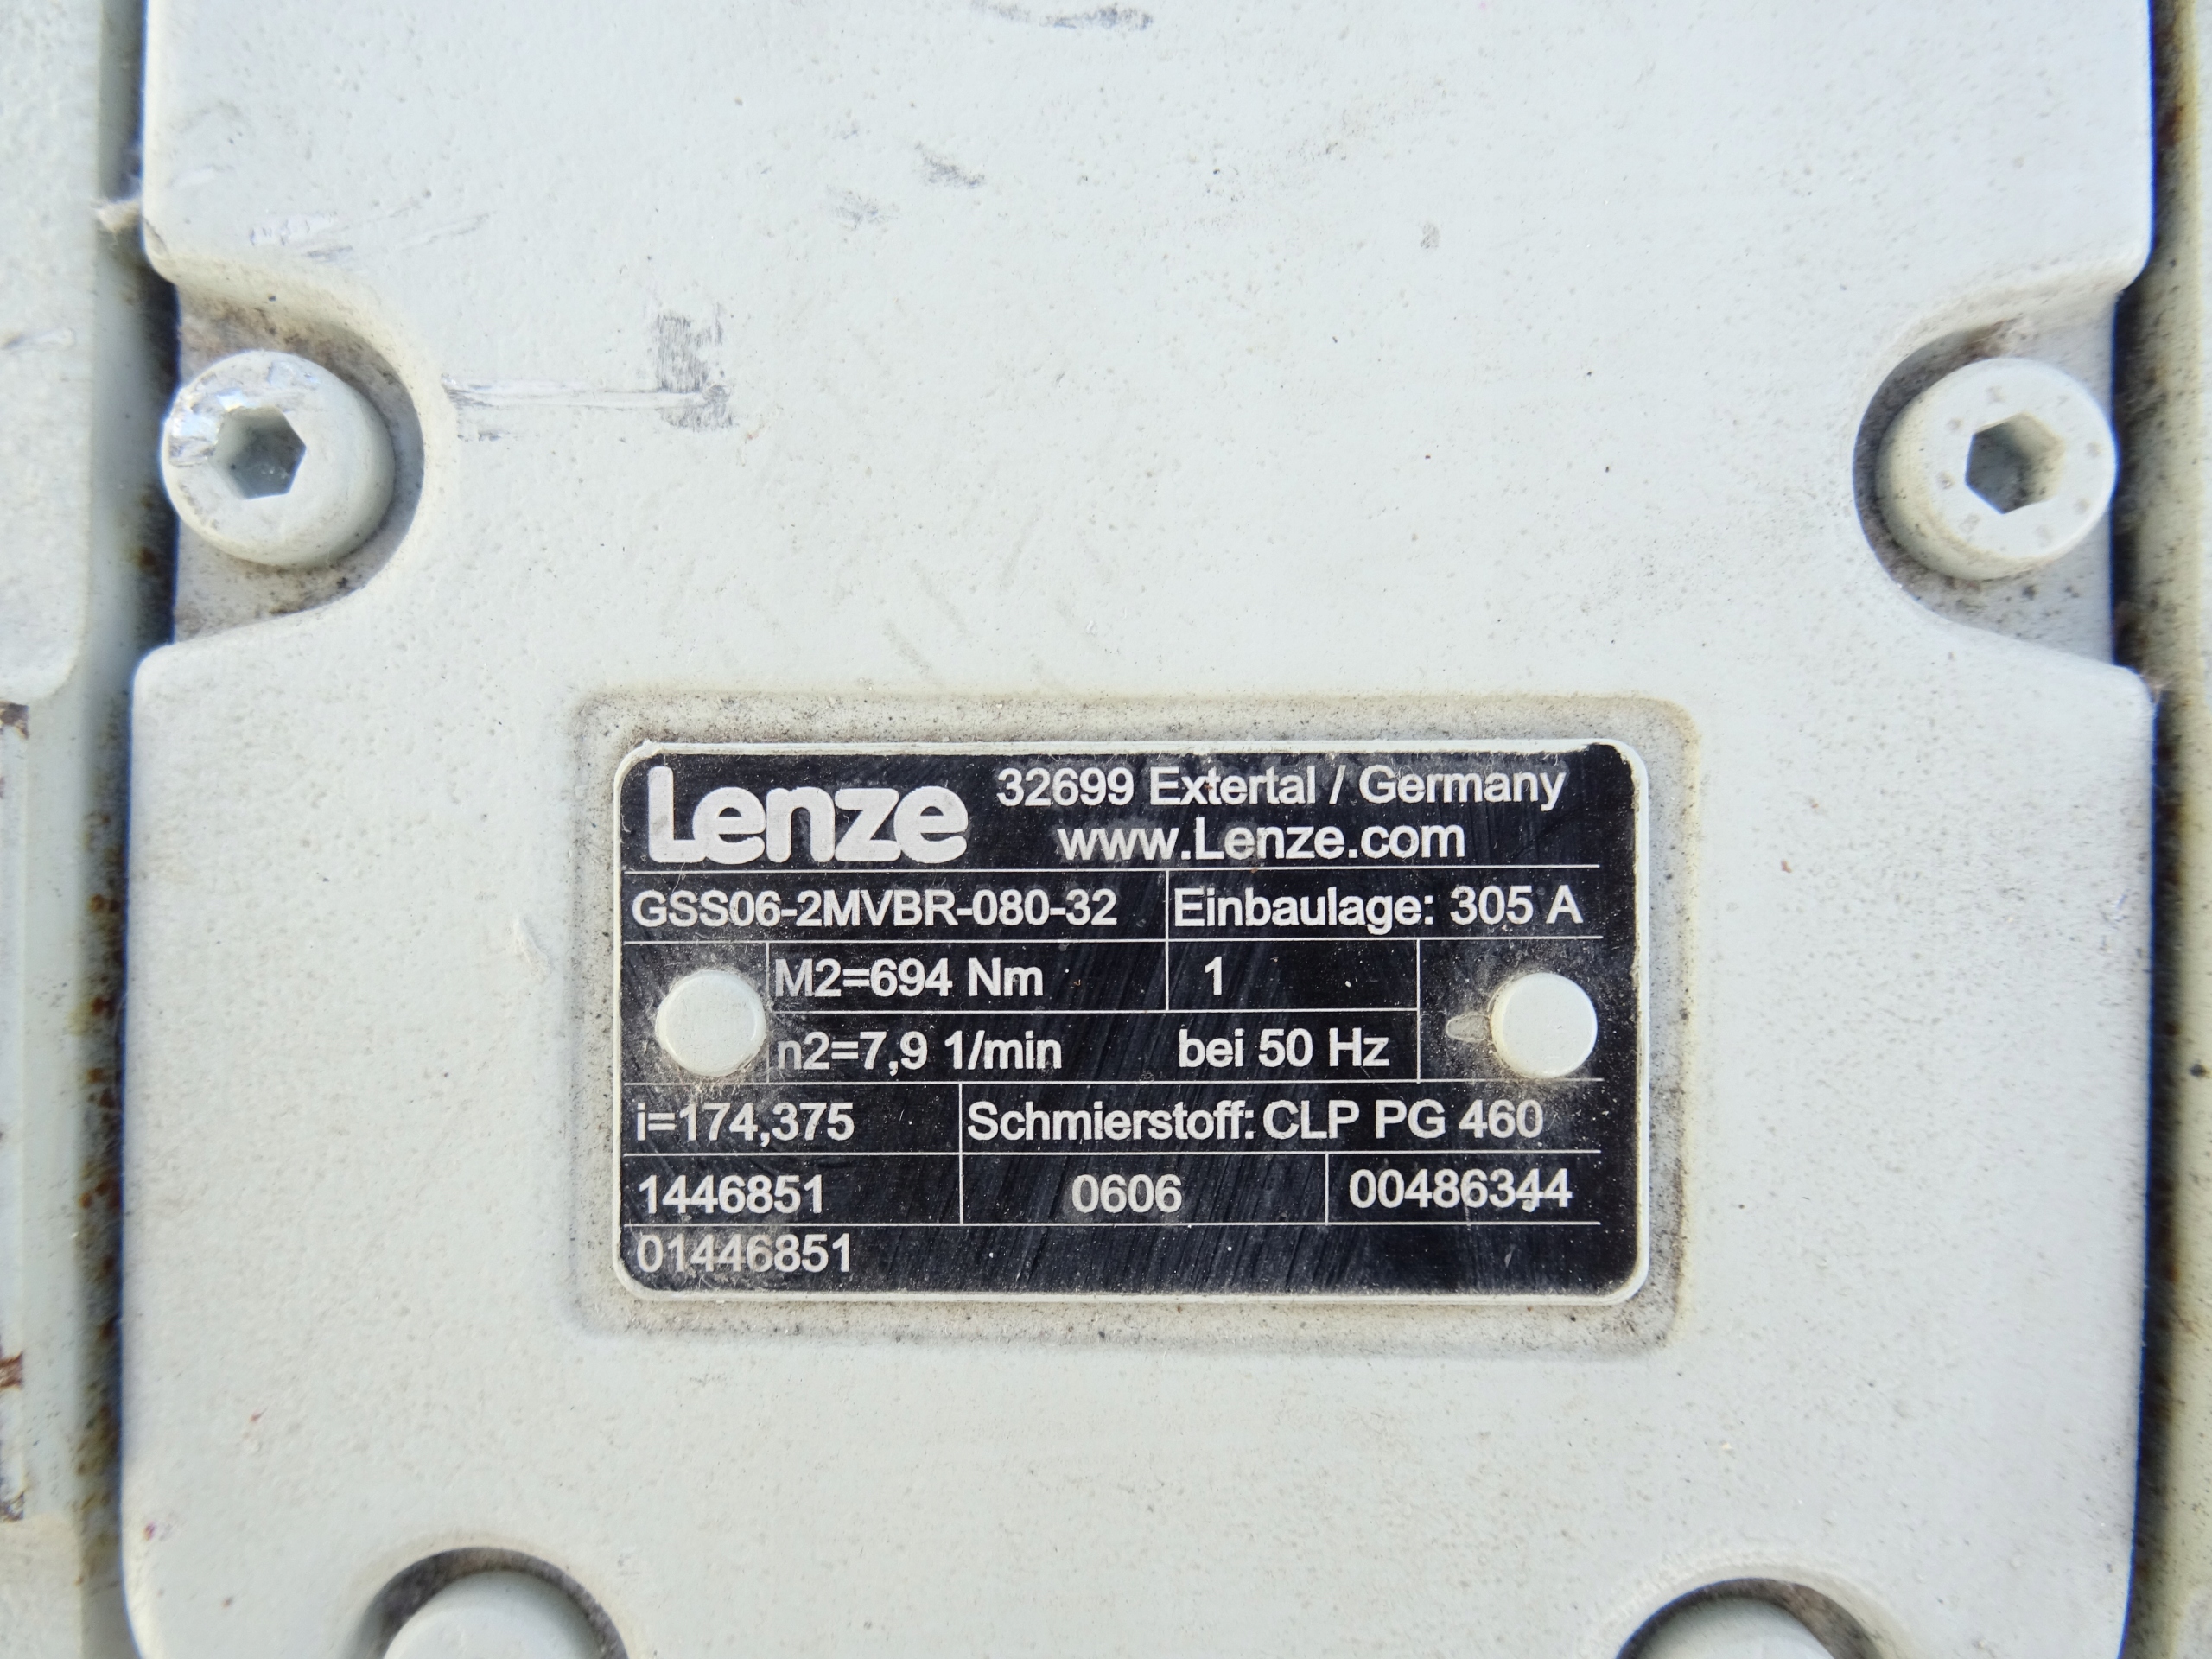 Lenze 32699 Extertal / Germany
www.Lenze.com
GSS06-2MVBR-080-32 Einbaulage: 305 A
M2=694 Nm 1
n2=7,9 1/min bei 50 Hz
i=174,375 Schmierstoff: CLP PG 460
1446851 0606 00486344
01446851